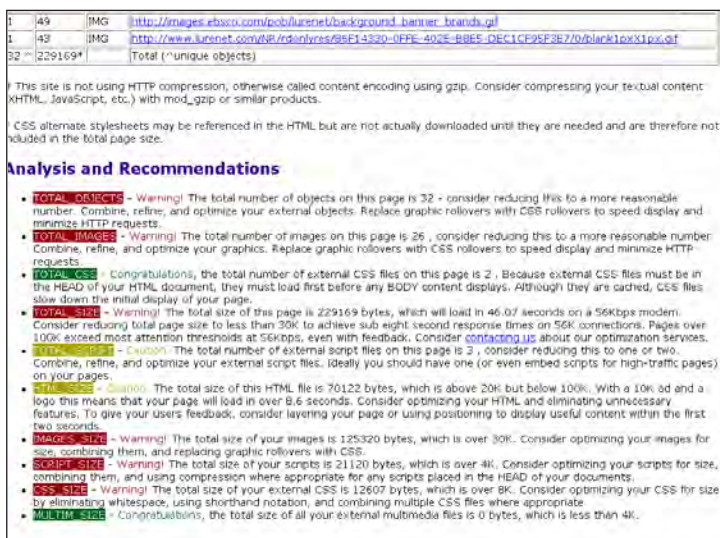 1 49 IMG http://images.ebsco.com/pob/lurenet/background_banner_brands.gif
1 43 IMG http://www.lurenet.com/NR/rdonlyres/
32 ^ 229169* Total (^unique objects)
This site is not using HTTP compression, otherwise called content encoding using gzip. Consider compressing your textual content
XHTML, JavaScript, etc.) with mod_gzip or similar products.
CSS alternate stylesheets may be referenced in the HTML but are not actually downloaded until they are needed and are therefore not
ncluded in the total page size.
Analysis and Recommendations
• TOTAL_OBJECTS - Warning! The total number of objects on this page is 32 - consider reducing this to a more reasonable
number. Combine, refine, and optimize your external objects. Replace graphic rollovers with CSS rollovers to speed display and
minimize HTTP requests.
• TOTAL_IMAGES - Warning! The total number of images on this page is 26 , consider reducing this to a more reasonable number
Combine, refine, and optimize your graphics. Replace graphic rollovers with CSS rollovers to speed display and minimize HTTP
requests.
• TOTAL_CSS - Congratulations, the total number of external CSS files on this page is 2 . Because external CSS files must be in
the HEAD of your HTML document, they must load first before any BODY content displays. Although they are cached, CSS files
slow down the initial display of your page.
• TOTAL_SIZE - Warning! The total size of this page is 229169 bytes, which will load in 46.07 seconds on a 56Kbps modem.
Consider reducing total page size to less than 30K to achieve sub eight second response times on 56K connections. Pages over
100K exceed most attention thresholds at 56Kbps, even with feedback. Consider contacting us about our optimization services.
• TOTAL_SCRIPT - Caution. The total number of external script files on this page is 3 , consider reducing this to one or two.
Combine, refine, and optimize your external script files. Ideally you should have one (or even embed scripts for high-traffic pages)
on your pages.
• HTML_SIZE - Caution. The total size of this HTML file is 70122 bytes, which is above 20K but below 100K. With a 10K ad and a
logo this means that your page will load in over 8.6 seconds. Consider optimizing your HTML and eliminating unnecessary
features. To give your users feedback, consider layering your page or using positioning to display useful content within the first
two seconds.
• IMAGES_SIZE - Warning! The total size of your images is 125320 bytes, which is over 30K. Consider optimizing your images for
size, combining them, and replacing graphic rollovers with CSS.
• SCRIPT_SIZE - Warning! The total size of your scripts is 21120 bytes, which is over 4K. Consider optimizing your scripts for size,
combining them, and using compression where appropriate for any scripts placed in the HEAD of your documents.
• CSS_SIZE - Warning! The total size of your external CSS is 12607 bytes, which is over 8K. Consider optimizing your CSS for size
by eliminating whitespace, using shorthand notation, and combining multiple CSS files where appropriate
• MULTIM_SIZE - Congratulations, the total size of all your external multimedia files is 0 bytes, which is less than 4K.